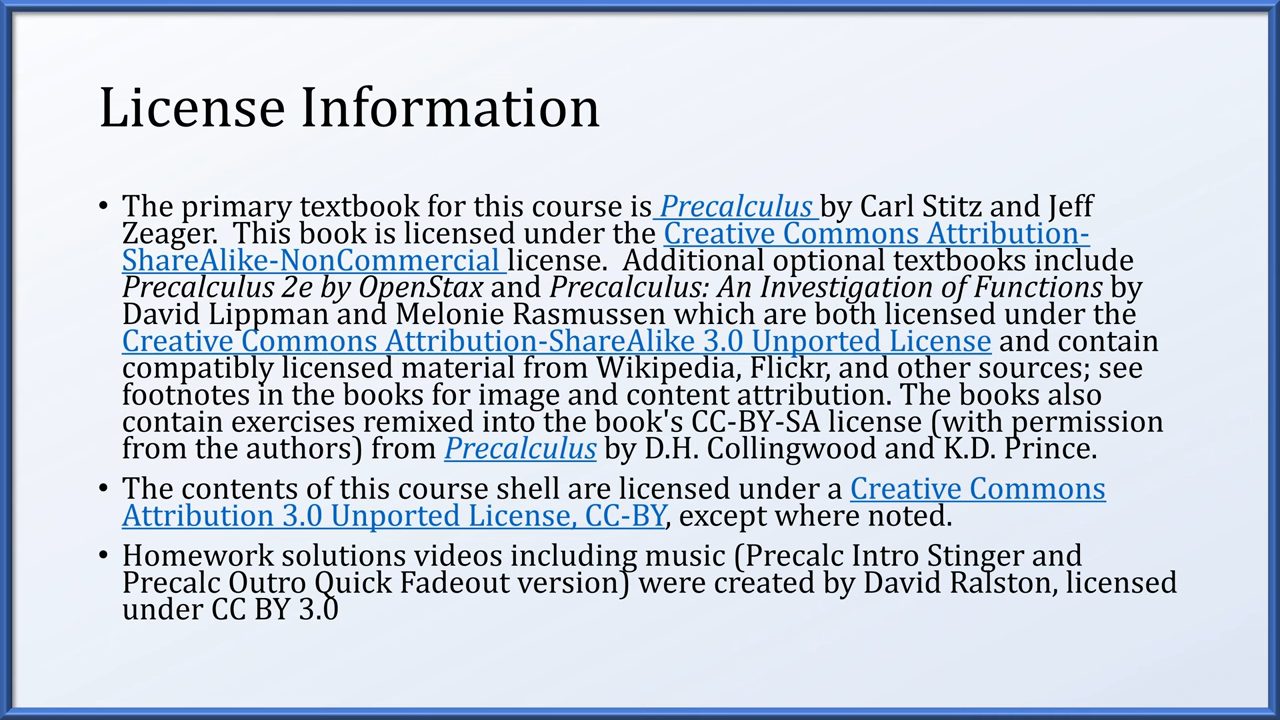 License Information
• The primary textbook for this course is Precalculus by Carl Stitz and Jeff
Zeager.  This book is licensed under the Creative Commons Attribution-
ShareAlike-NonCommercial license.  Additional optional textbooks include
Precalculus 2e by OpenStax and Precalculus: An Investigation of Functions by
David Lippman and Melonie Rasmussen which are both licensed under the
Creative Commons Attribution-ShareAlike 3.0 Unported License and contain
compatibly licensed material from Wikipedia, Flickr, and other sources; see
footnotes in the books for image and content attribution. The books also
contain exercises remixed into the book's CC-BY-SA license (with permission
from the authors) from Precalculus by D.H. Collingwood and K.D. Prince.
• The contents of this course shell are licensed under a Creative Commons
Attribution 3.0 Unported License, CC-BY, except where noted.
• Homework solutions videos including music (Precalc Intro Stinger and
Precalc Outro Quick Fadeout version) were created by David Ralston, licensed
under CC BY 3.0